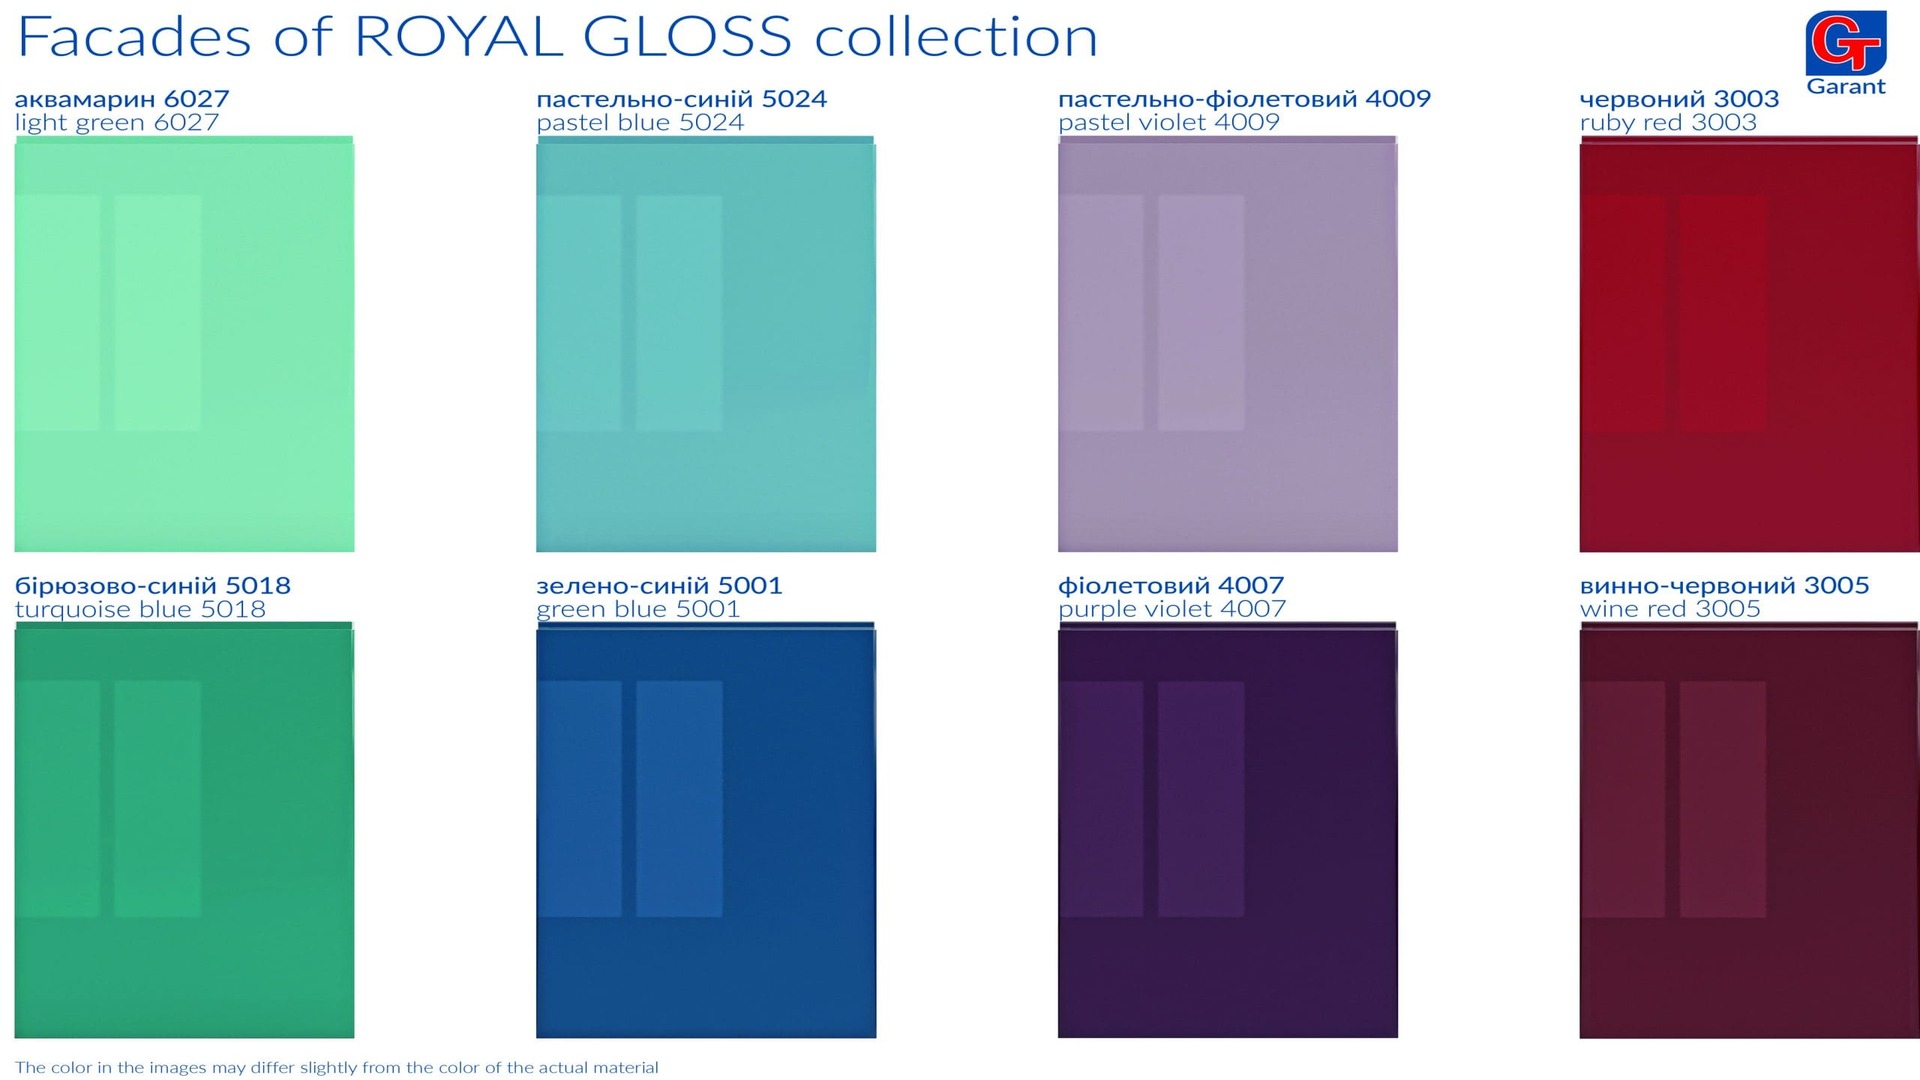 Facades of ROYAL GLOSS collection
GT
Garant
аквамарин 6027
light green 6027
пастельно-синій 5024
pastel blue 5024
пастельно-фіолетовий 4009
pastel violet 4009
червоний 3003
ruby red 3003
бірюзово-синій 5018
turquoise blue 5018
зелено-синій 5001
green blue 5001
фіолетовий 4007
purple violet 4007
винно-червоний 3005
wine red 3005
The color in the images may differ slightly from the color of the actual material